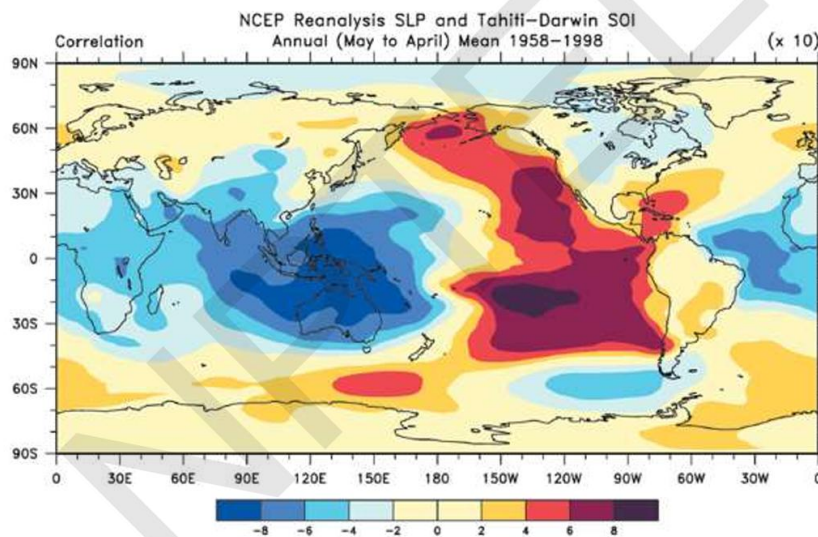 NCEP Reanalysis SLP and Tahiti-Darwin SOI
Correlation Annual (May to April) Mean 1958-1998 (x 10)
90N
60N
30N
0
30S
60S
90S
0 30E 60E 90E 120E 150E 180 150W 120W 90W 60W 30W 0
-8 -6 -4 -2 0 2 4 6 8